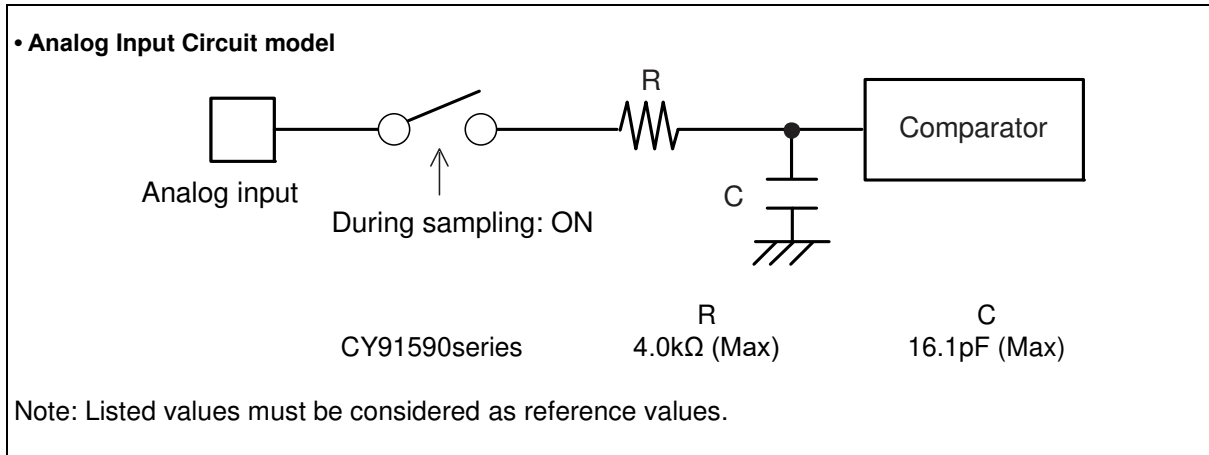 • Analog Input Circuit model
R
Comparator
Analog input
C
During sampling: ON
R C
CY91590series 4.0kΩ (Max) 16.1pF (Max)
Note: Listed values must be considered as reference values.